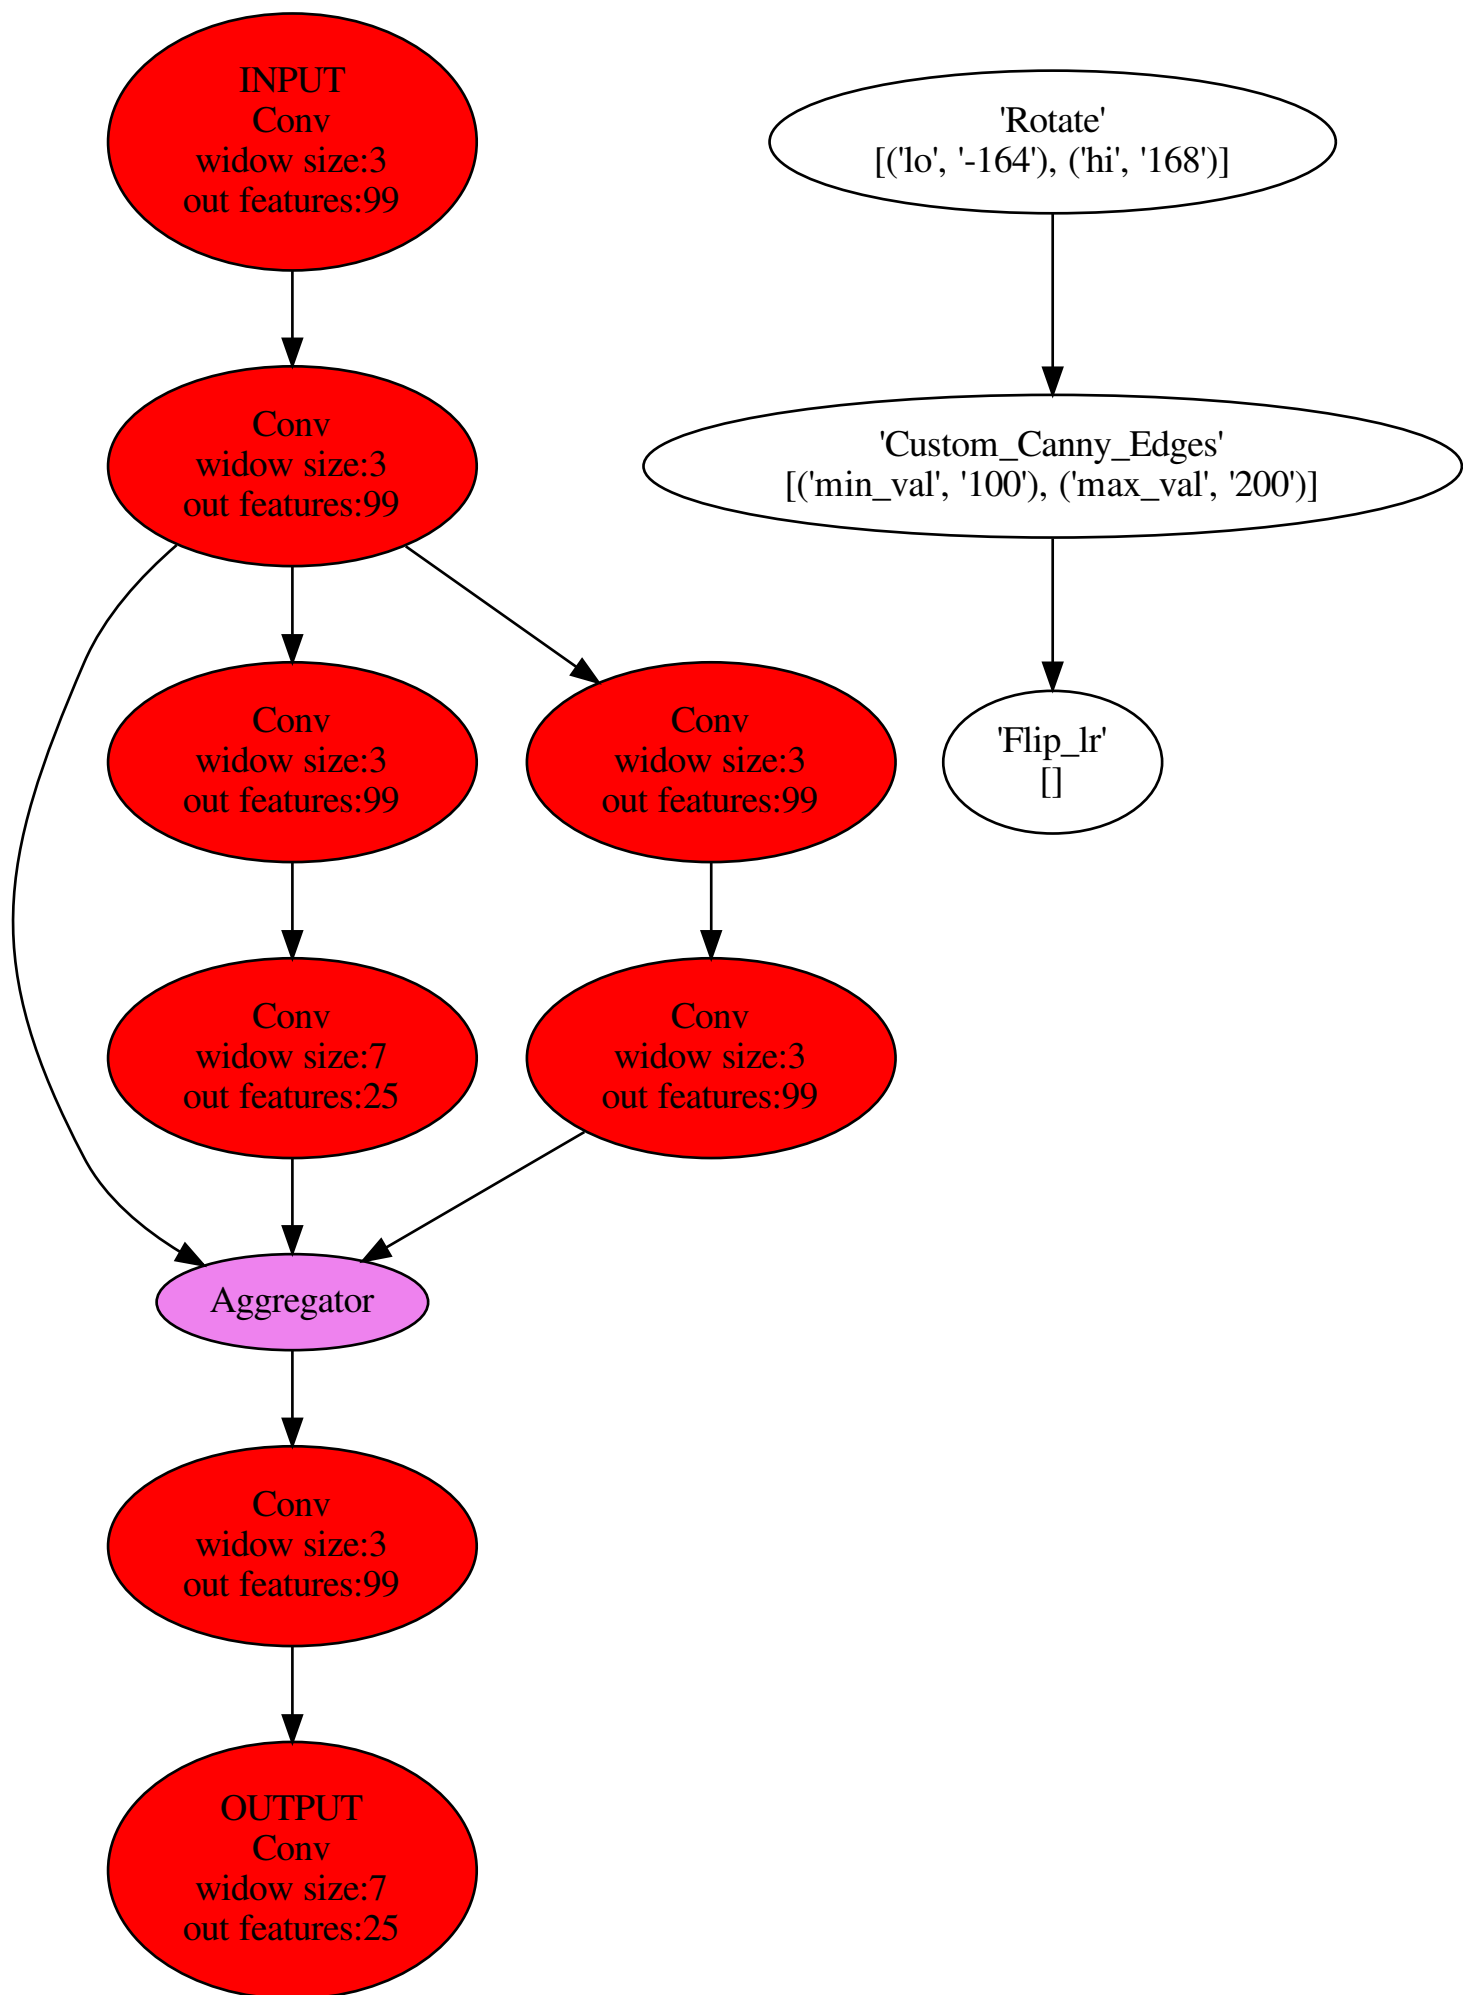 INPUT
Conv
widow size:3
out features:99
'Rotate'
[('lo', '-164'), ('hi', '168')]
Conv
widow size:3
out features:99
'Custom_Canny_Edges'
[('min_val', '100'), ('max_val', '200')]
Conv
widow size:3
out features:99
Conv
widow size:3
out features:99
'Flip_lr'
[]
Conv
widow size:7
out features:25
Conv
widow size:3
out features:99
Aggregator
Conv
widow size:3
out features:99
OUTPUT
Conv
widow size:7
out features:25